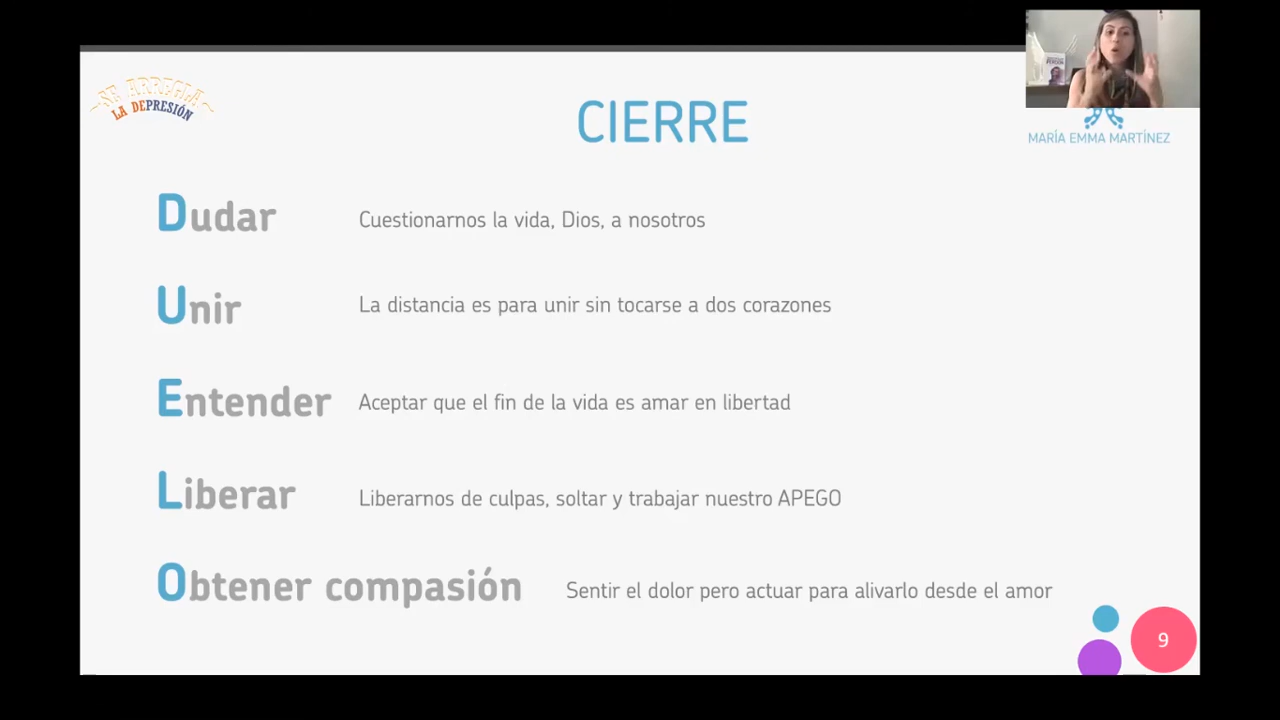 SE ARREGLA
LA DEPRESIÓN
CIERRE
MARÍA EMMA MARTÍNEZ
Dudar Cuestionarnos la vida, Dios, a nosotros
Unir La distancia es para unir sin tocarse a dos corazones
Entender Aceptar que el fin de la vida es amar en libertad
Liberar Liberarnos de culpas, soltar y trabajar nuestro APEGO
Obtener compasión Sentir el dolor pero actuar para alivarlo desde el amor
9